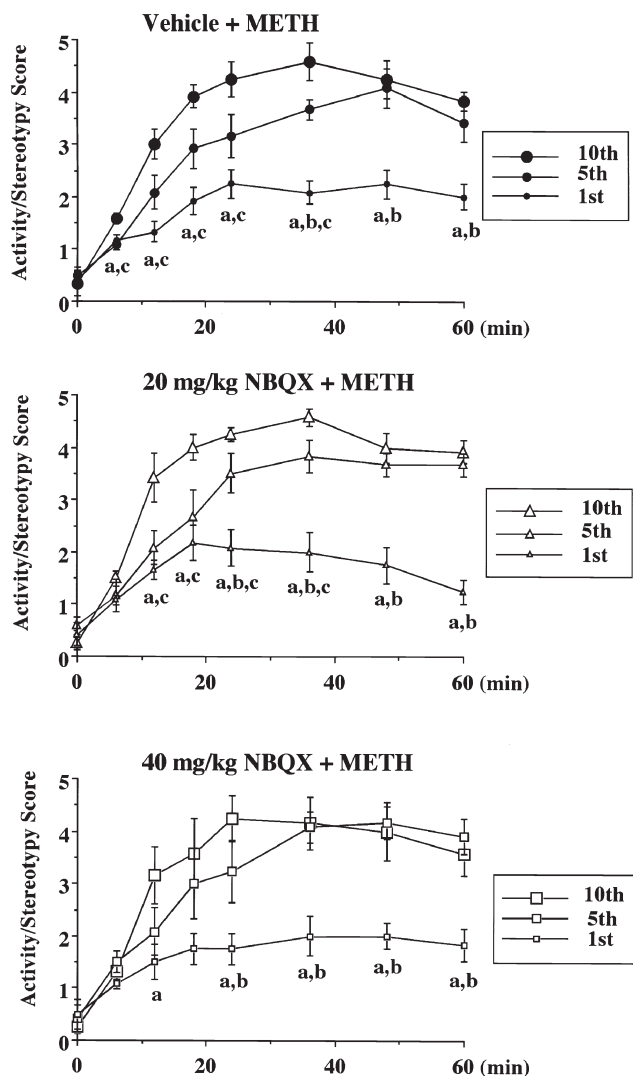 Vehicle + METH
Activity/Stereotypy Score
5
4
3
2
1
0
a,c
a,c
a,c
a,c
a,b,c
a,b
a,b
0
20
40
60 (min)
10th
5th
1st
20 mg/kg NBQX + METH
Activity/Stereotypy Score
5
4
3
2
1
0
a,c
a,c
a,b,c
a,b,c
a,b
a,b
0
20
40
60 (min)
10th
5th
1st
40 mg/kg NBQX + METH
Activity/Stereotypy Score
5
4
3
2
1
0
a
a,b
a,b
a,b
a,b
0
20
40
60 (min)
10th
5th
1st